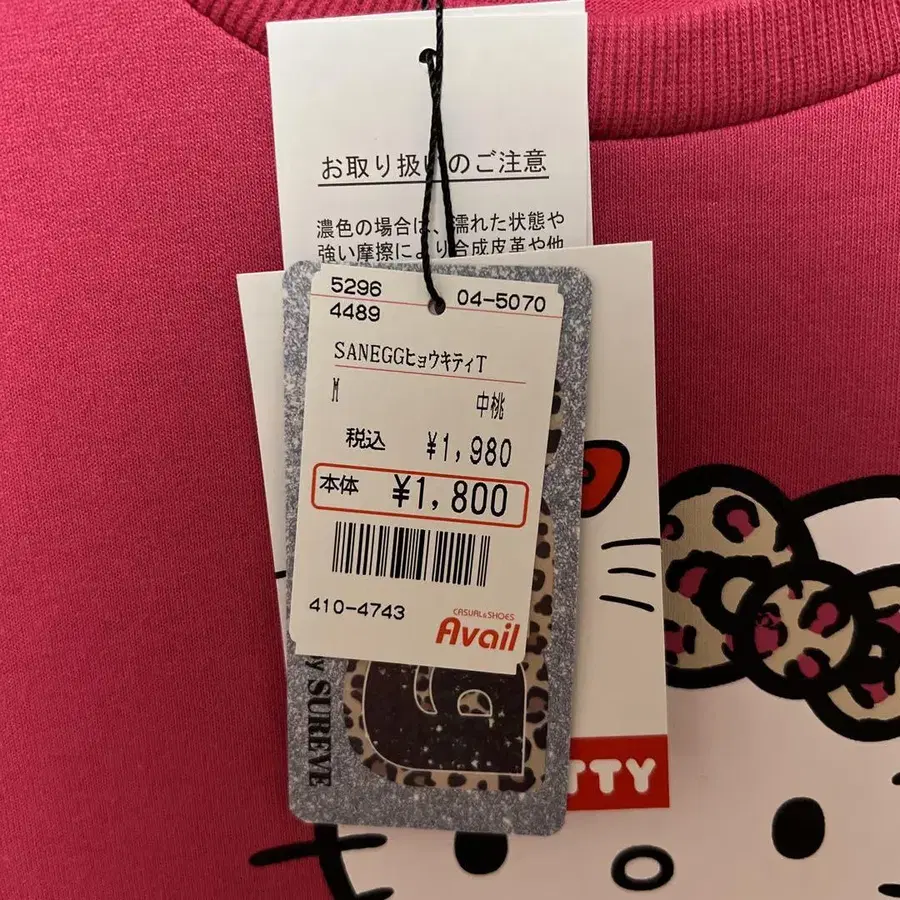 お取り扱いのご注意
濃色の場合は、濡れた状態や
強い摩擦により合成皮革や他
5296 04-5070
4489
SANEGGヒョウキティT
M 中桃
税込 ¥1,980
本体 ¥1,800
410-4743
CASUAL&SHOES
Avail
SUREVE
TTY